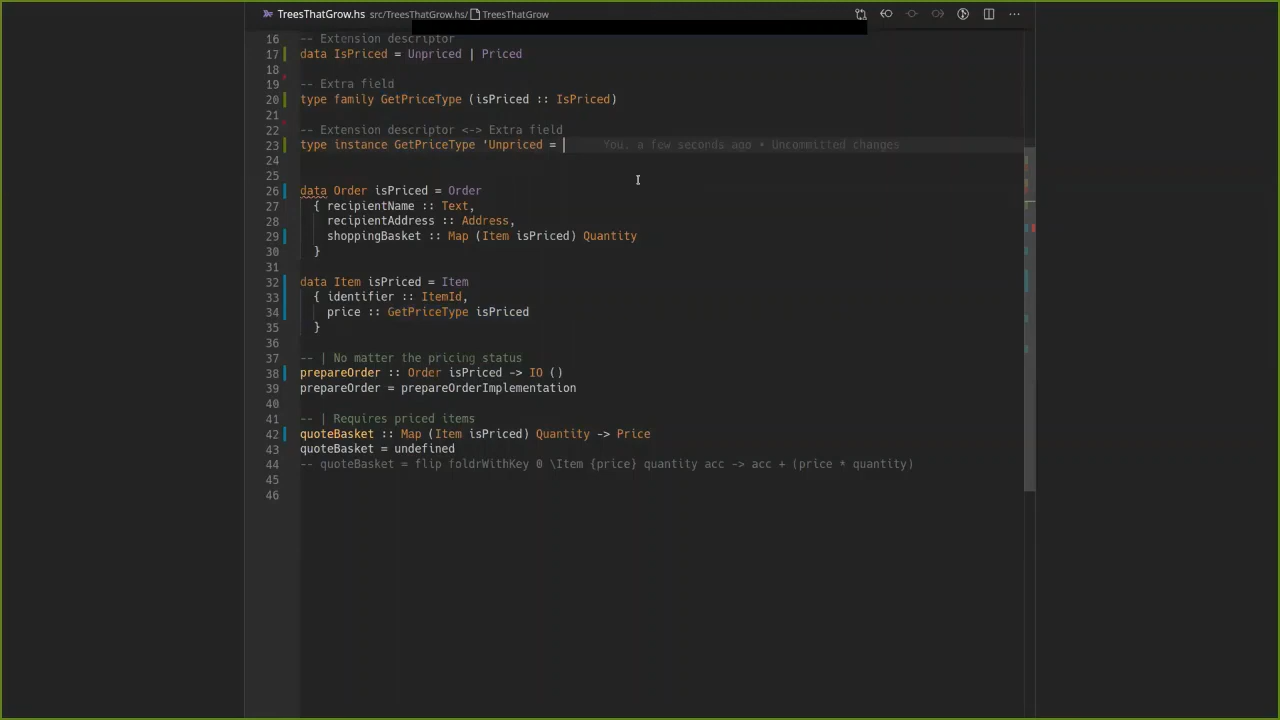 TreesThatGrow.hs src/TreesThatGrow.hs/ TreesThatGrow
16 -- Extension descriptor
17 data IsPriced = Unpriced | Priced
18
19 -- Extra field
20 type family GetPriceType (isPriced :: IsPriced)
21
22 -- Extension descriptor <-> Extra field
23 type instance GetPriceType 'Unpriced = You, a few seconds ago • Uncommitted changes
24
25
26 data Order isPriced = Order
27 { recipientName :: Text,
28 recipientAddress :: Address,
29 shoppingBasket :: Map (Item isPriced) Quantity
30 }
31
32 data Item isPriced = Item
33 { identifier :: ItemId,
34 price :: GetPriceType isPriced
35 }
36
37 -- | No matter the pricing status
38 prepareOrder :: Order isPriced -> IO ()
39 prepareOrder = prepareOrderImplementation
40
41 -- | Requires priced items
42 quoteBasket :: Map (Item isPriced) Quantity -> Price
43 quoteBasket = undefined
44 -- quoteBasket = flip foldrWithKey 0 \Item {price} quantity acc -> acc + (price * quantity)
45
46